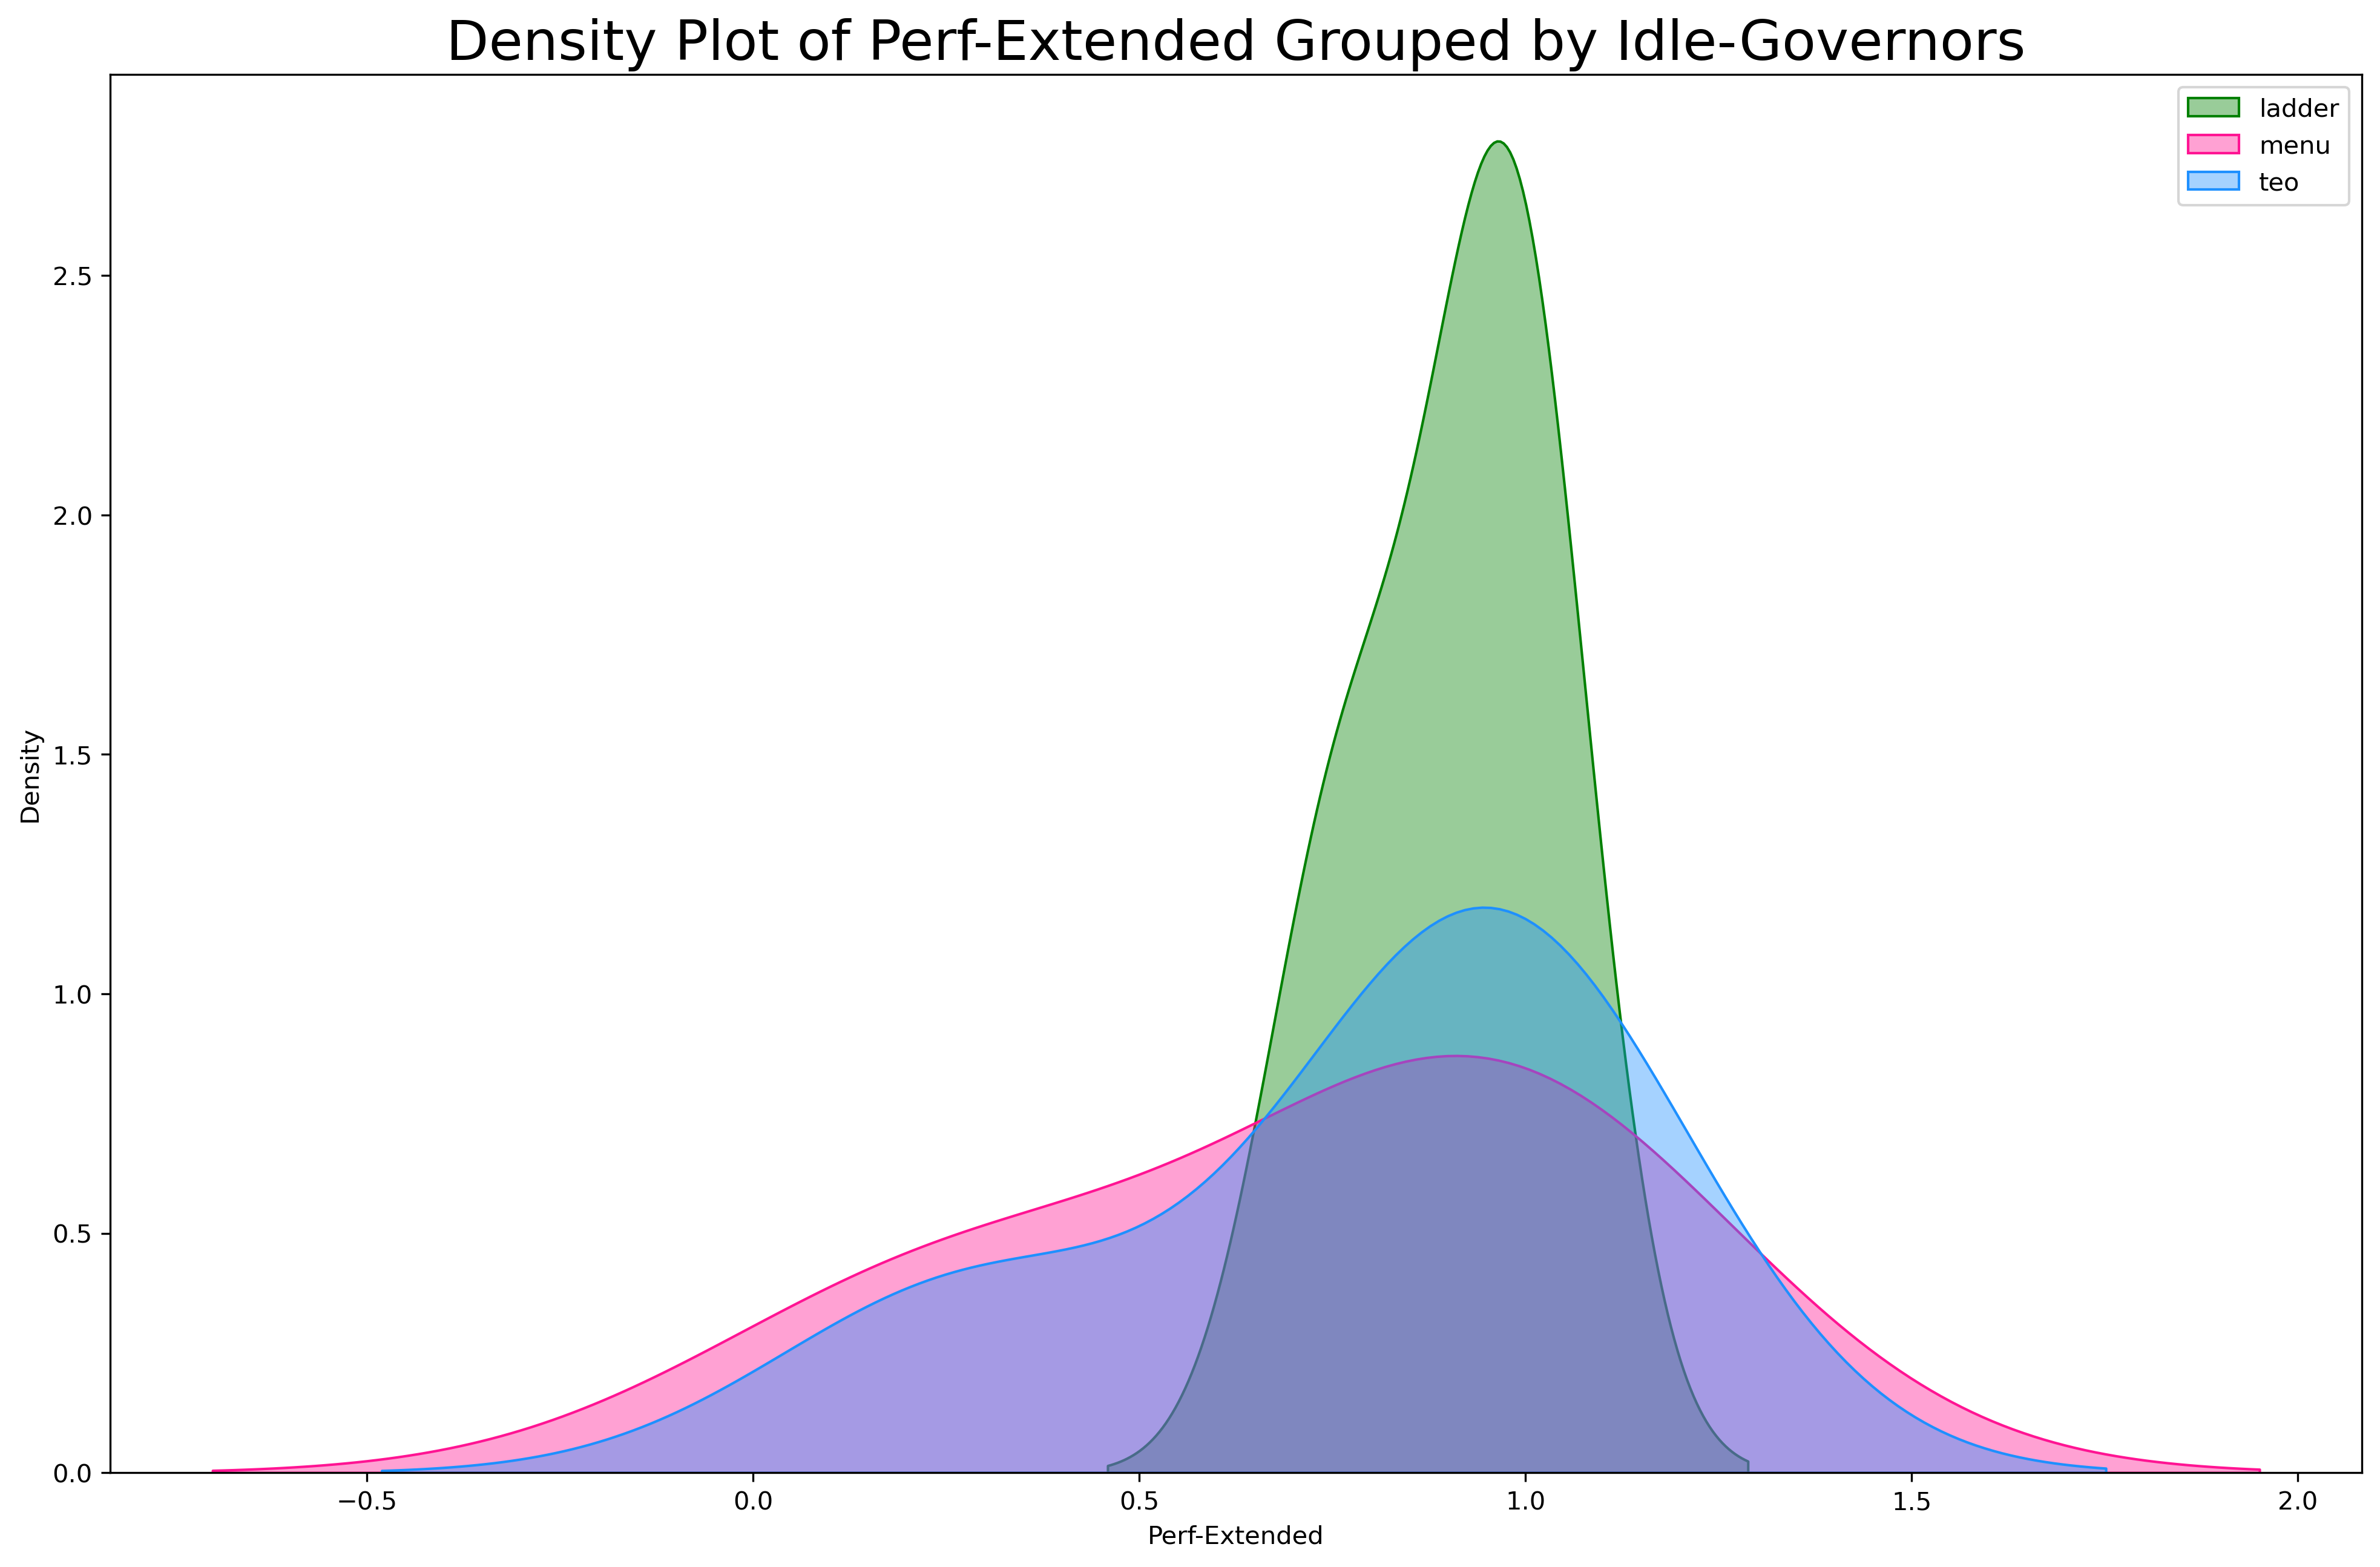 Density Plot of Perf-Extended Grouped by Idle-Governors
ladder
menu
teo
Density
2.5
2.0
1.5
1.0
0.5
0.0
−0.5
0.0
0.5
1.0
1.5
2.0
Perf-Extended